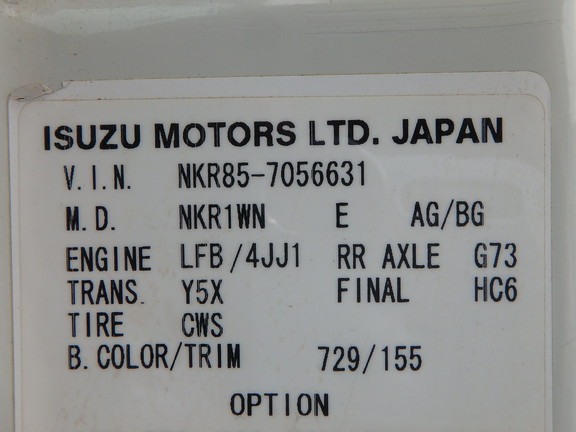 ISUZU MOTORS LTD. JAPAN
V.I.N. NKR85-7056631
M.D. NKR1WN E AG/BG
ENGINE LFB/4JJ1 RR AXLE G73
TRANS. Y5X FINAL HC6
TIRE CWS
B.COLOR/TRIM 729/155
OPTION